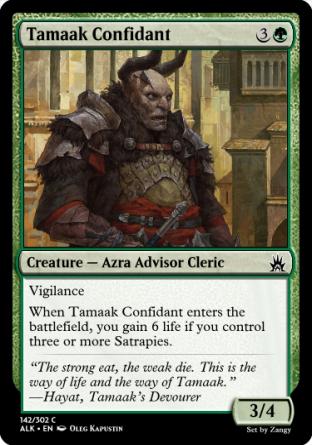 Tamaak Confidant 3
Creature — Azra Advisor Cleric
Vigilance
When Tamaak Confidant enters the
battlefield, you gain 6 life if you control
three or more Satrapies.
“The strong eat, the weak die. This is the
way of life and the way of Tamaak.”
—Hayat, Tamaak’s Devourer
3/4
142/302 C
ALK • EN Oleg Kapustin
Set by Zangy